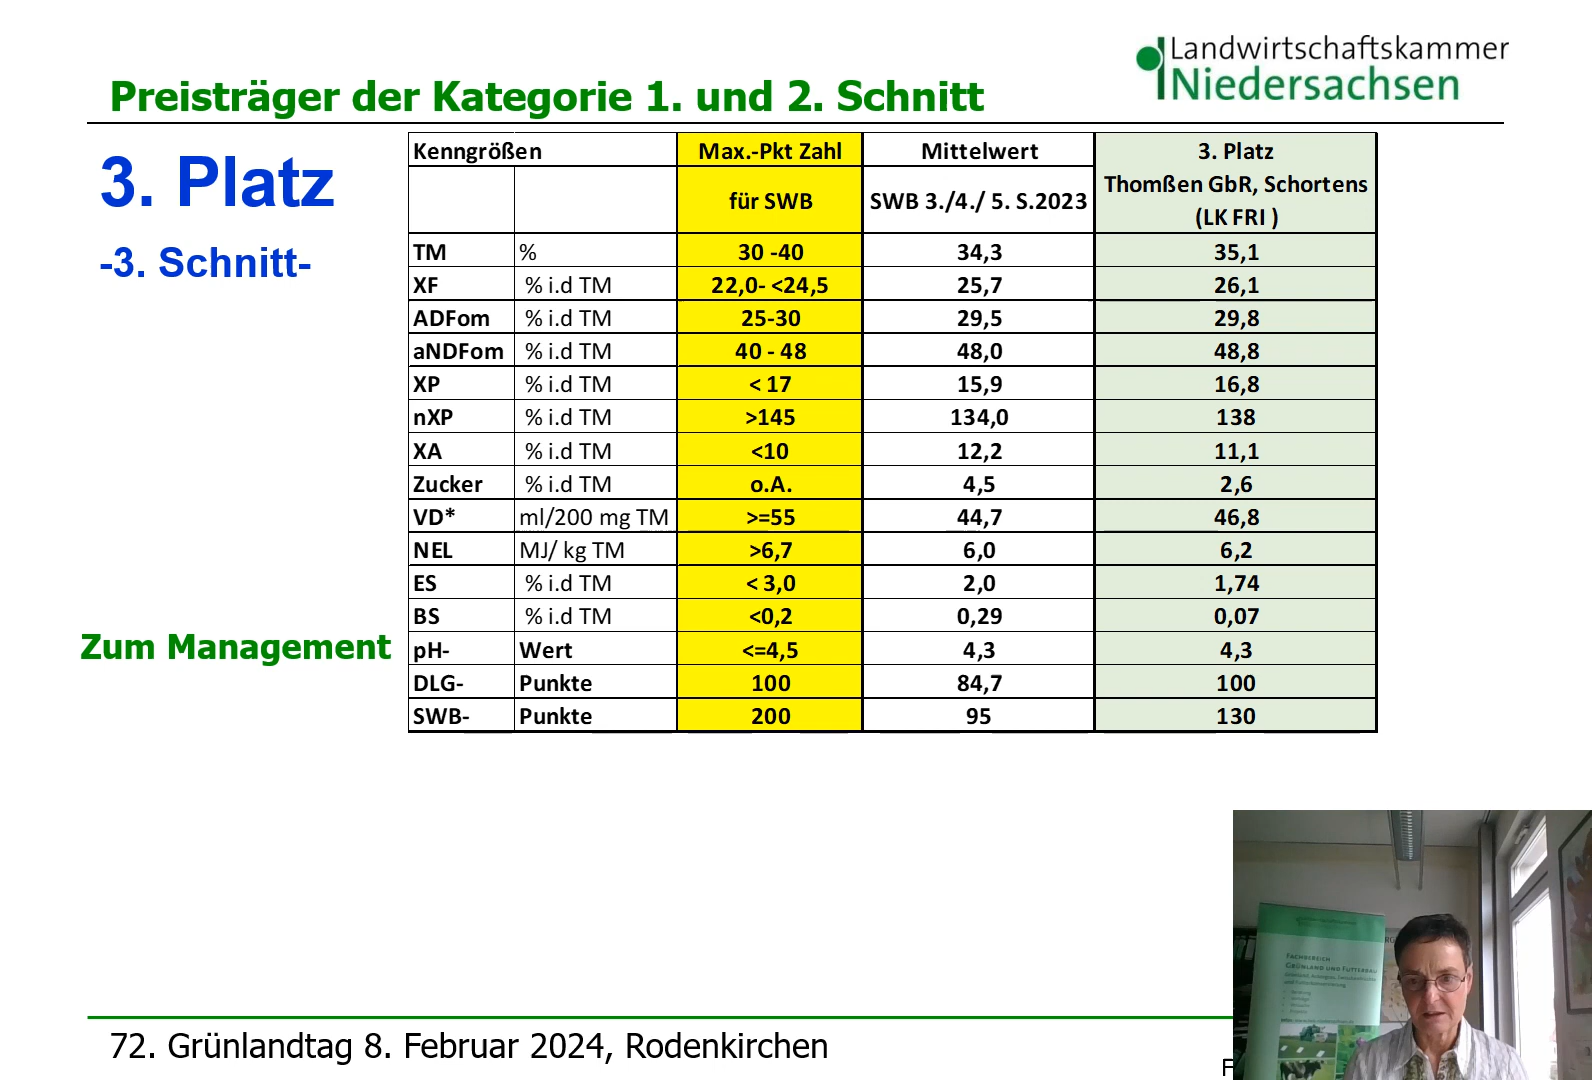 Landwirtschaftskammer
Niedersachsen
Preisträger der Kategorie 1. und 2. Schnitt
3. Platz
-3. Schnitt-
Kenngrößen Max.-Pkt Zahl Mittelwert 3. Platz
für SWB SWB 3./4./ 5. S.2023 Thomßen GbR, Schortens
(LK FRI )
TM % 30 -40 34,3 35,1
XF % i.d TM 22,0- <24,5 25,7 26,1
ADFom % i.d TM 25-30 29,5 29,8
aNDFom % i.d TM 40 - 48 48,0 48,8
XP % i.d TM < 17 15,9 16,8
nXP % i.d TM >145 134,0 138
XA % i.d TM <10 12,2 11,1
Zucker % i.d TM o.A. 4,5 2,6
VD* ml/200 mg TM >=55 44,7 46,8
NEL MJ/ kg TM >6,7 6,0 6,2
ES % i.d TM < 3,0 2,0 1,74
BS % i.d TM <0,2 0,29 0,07
Zum Management
pH- Wert <=4,5 4,3 4,3
DLG- Punkte 100 84,7 100
SWB- Punkte 200 95 130
Fachbereich
Grünland und Futterbau
72. Grünlandtag 8. Februar 2024, Rodenkirchen
F